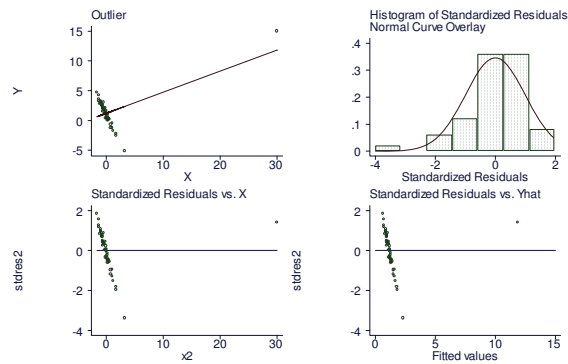 Outlier
15
10
5
0
-5
Y
0
10
20
30
X
Histogram of Standardized Residuals
Normal Curve Overlay
.4
.3
.2
.1
0
-4
-2
0
2
Standardized Residuals
Standardized Residuals vs. X
2
0
-2
-4
stdres2
0
10
20
30
x2
Standardized Residuals vs. Yhat
2
0
-2
-4
stdres2
0
5
10
15
Fitted values